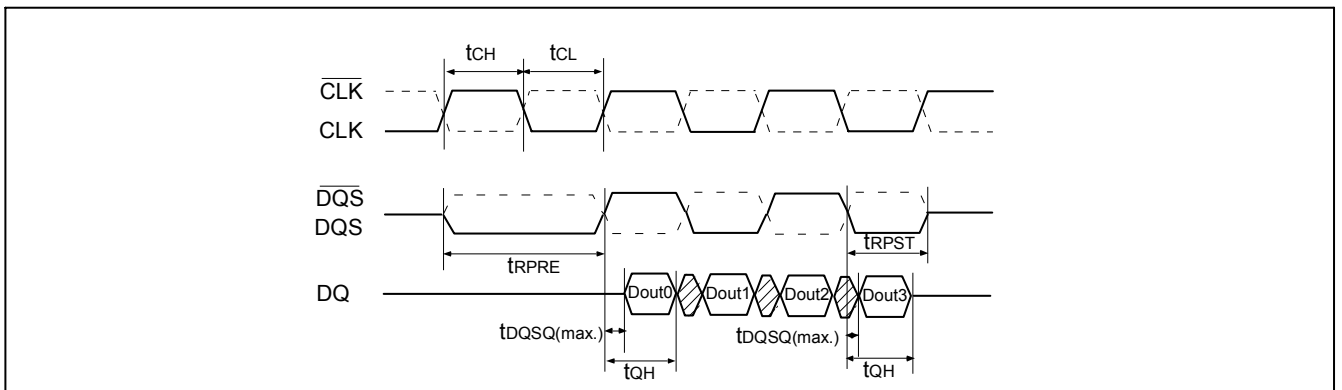 tCH tCL
CLK
CLK
DQS
DQS
tRPRE
tRPST
DQ
Dout0 Dout1 Dout2 Dout3
tDQSQ(max.) tDQSQ(max.)
tQH tQH